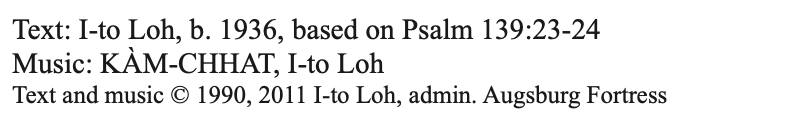 Text: I-to Loh, b. 1936, based on Psalm 139:23-24
Music: KÀM-CHHAT, I-to Loh
Text and music © 1990, 2011 I-to Loh, admin. Augsburg Fortress